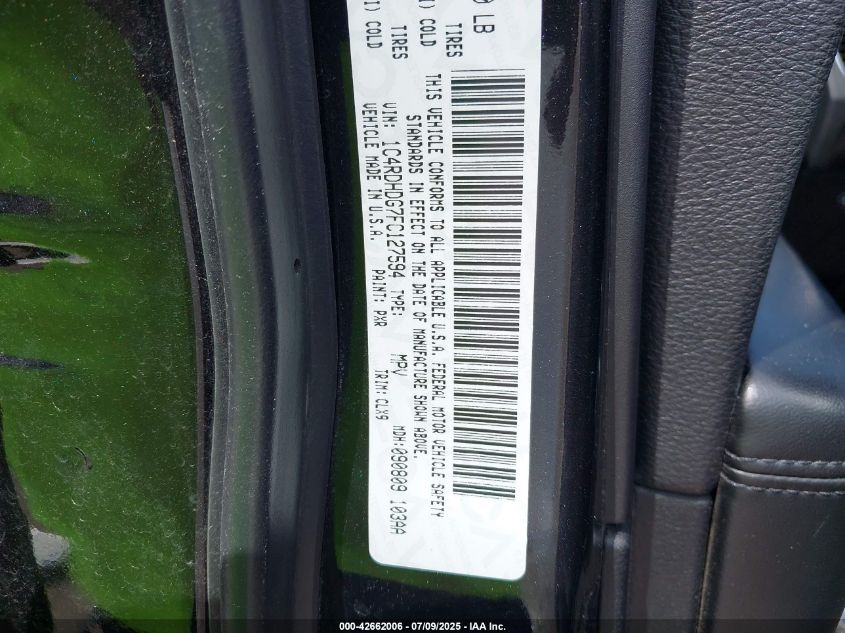 0 LB
TIRES TIRES
I) COLD I) COLD
THIS VEHICLE CONFORMS TO ALL APPLICABLE U.S.A. FEDERAL MOTOR VEHICLE SAFETY
STANDARDS IN EFFECT ON THE DATE OF MANUFACTURE SHOWN ABOVE.
VIN: 1C4RDHDG7FC127594 TYPE: MPV MDH:090809 103AA
VEHICLE MADE IN U.S.A. PAINT: PXR TRIM:CLX9
000-42662006 - 07/09/2025 - IAA Inc.